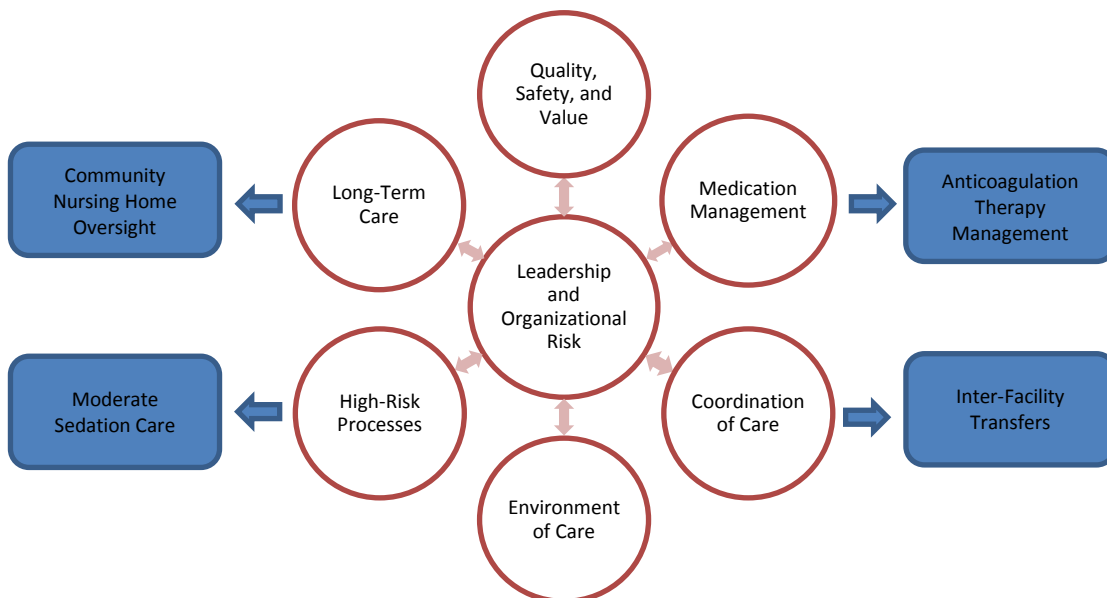 Quality,
Safety, and
Value
Community
Nursing Home
Oversight
Long-Term
Care
Medication
Management
Anticoagulation
Therapy
Management
Leadership
and
Organizational
Risk
Moderate
Sedation Care
High-Risk
Processes
Coordination
of Care
Inter-Facility
Transfers
Environment
of Care